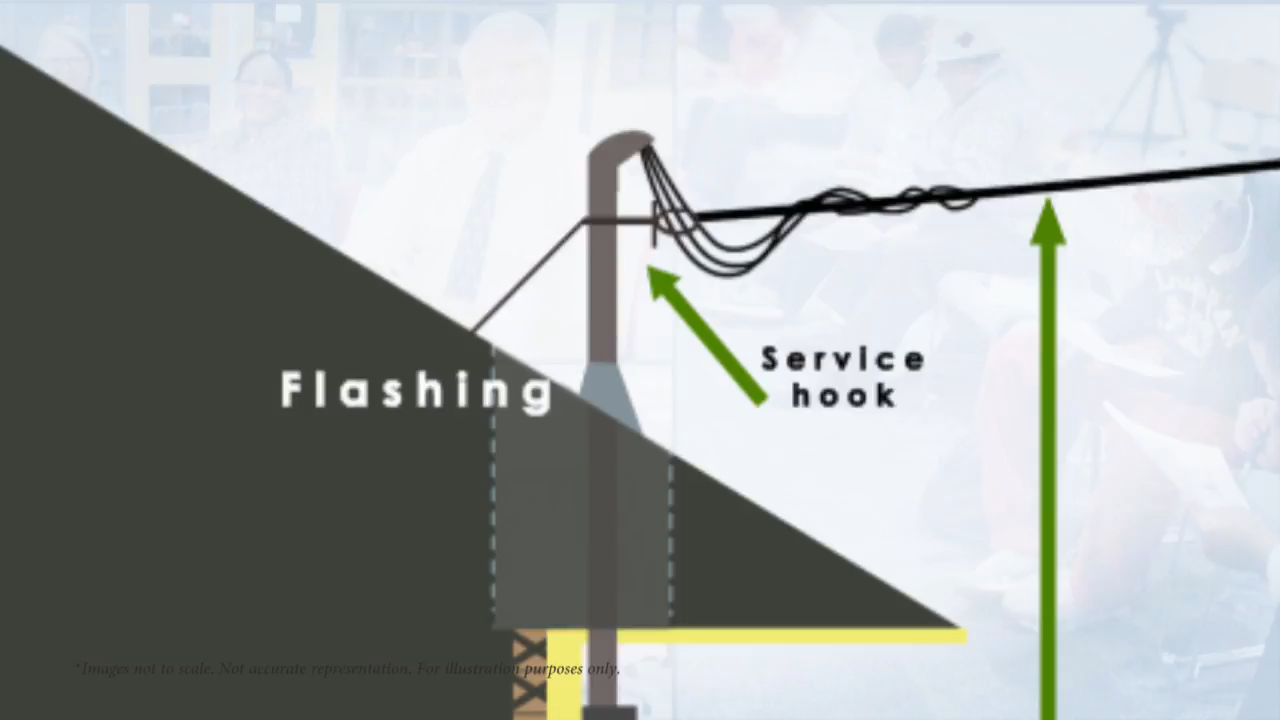 Flashing
Service
hook
*Images not to scale. Not accurate representation. For illustration purposes only.